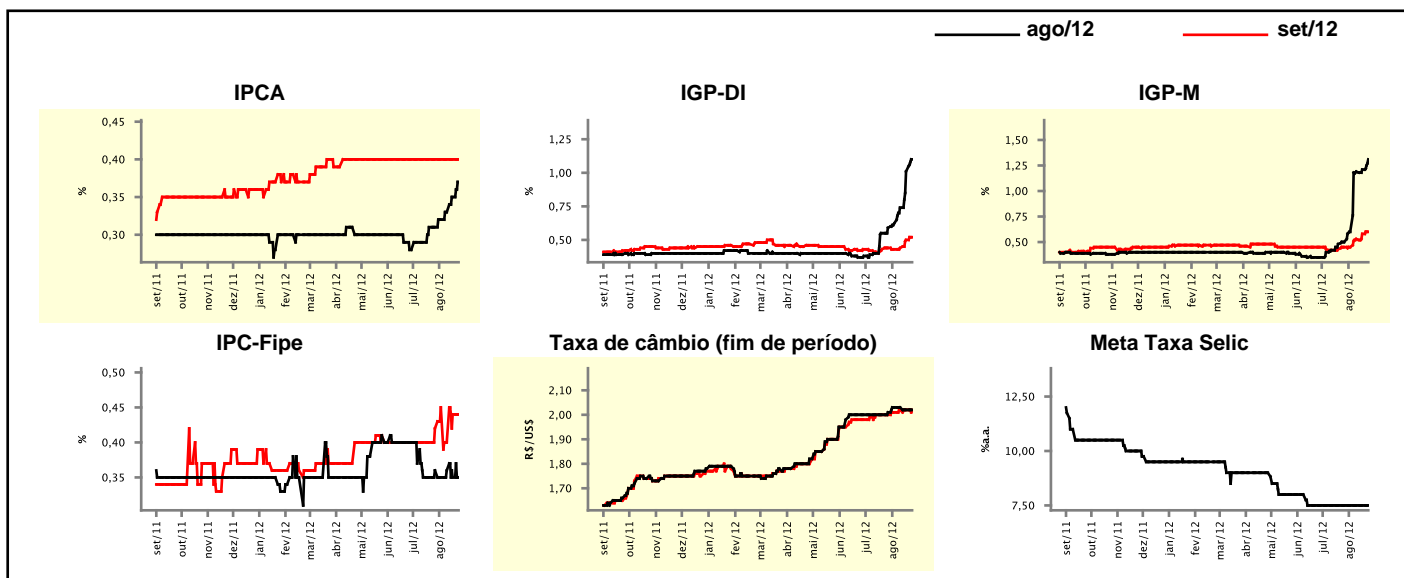 ago/12 set/12
IPCA
0,45
0,40
0,35
0,30
%
set/11 out/11 nov/11 dez/11 jan/12 fev/12 mar/12 abr/12 mai/12 jun/12 jul/12 ago/12
IGP-DI
1,25
1,00
0,75
0,50
%
set/11 out/11 nov/11 dez/11 jan/12 fev/12 mar/12 abr/12 mai/12 jun/12 jul/12 ago/12
IGP-M
1,50
1,25
1,00
0,75
0,50
%
set/11 out/11 nov/11 dez/11 jan/12 fev/12 mar/12 abr/12 mai/12 jun/12 jul/12 ago/12
IPC-Fipe
0,50
0,45
0,40
0,35
%
set/11 out/11 nov/11 dez/11 jan/12 fev/12 mar/12 abr/12 mai/12 jun/12 jul/12 ago/12
Taxa de câmbio (fim de período)
2,10
2,00
1,90
1,80
1,70
R$/US$
set/11 out/11 nov/11 dez/11 jan/12 fev/12 mar/12 abr/12 mai/12 jun/12 jul/12 ago/12
Meta Taxa Selic
12,50
10,00
7,50
%a.a.
set/11 out/11 nov/11 dez/11 jan/12 fev/12 mar/12 abr/12 mai/12 jun/12 jul/12 ago/12